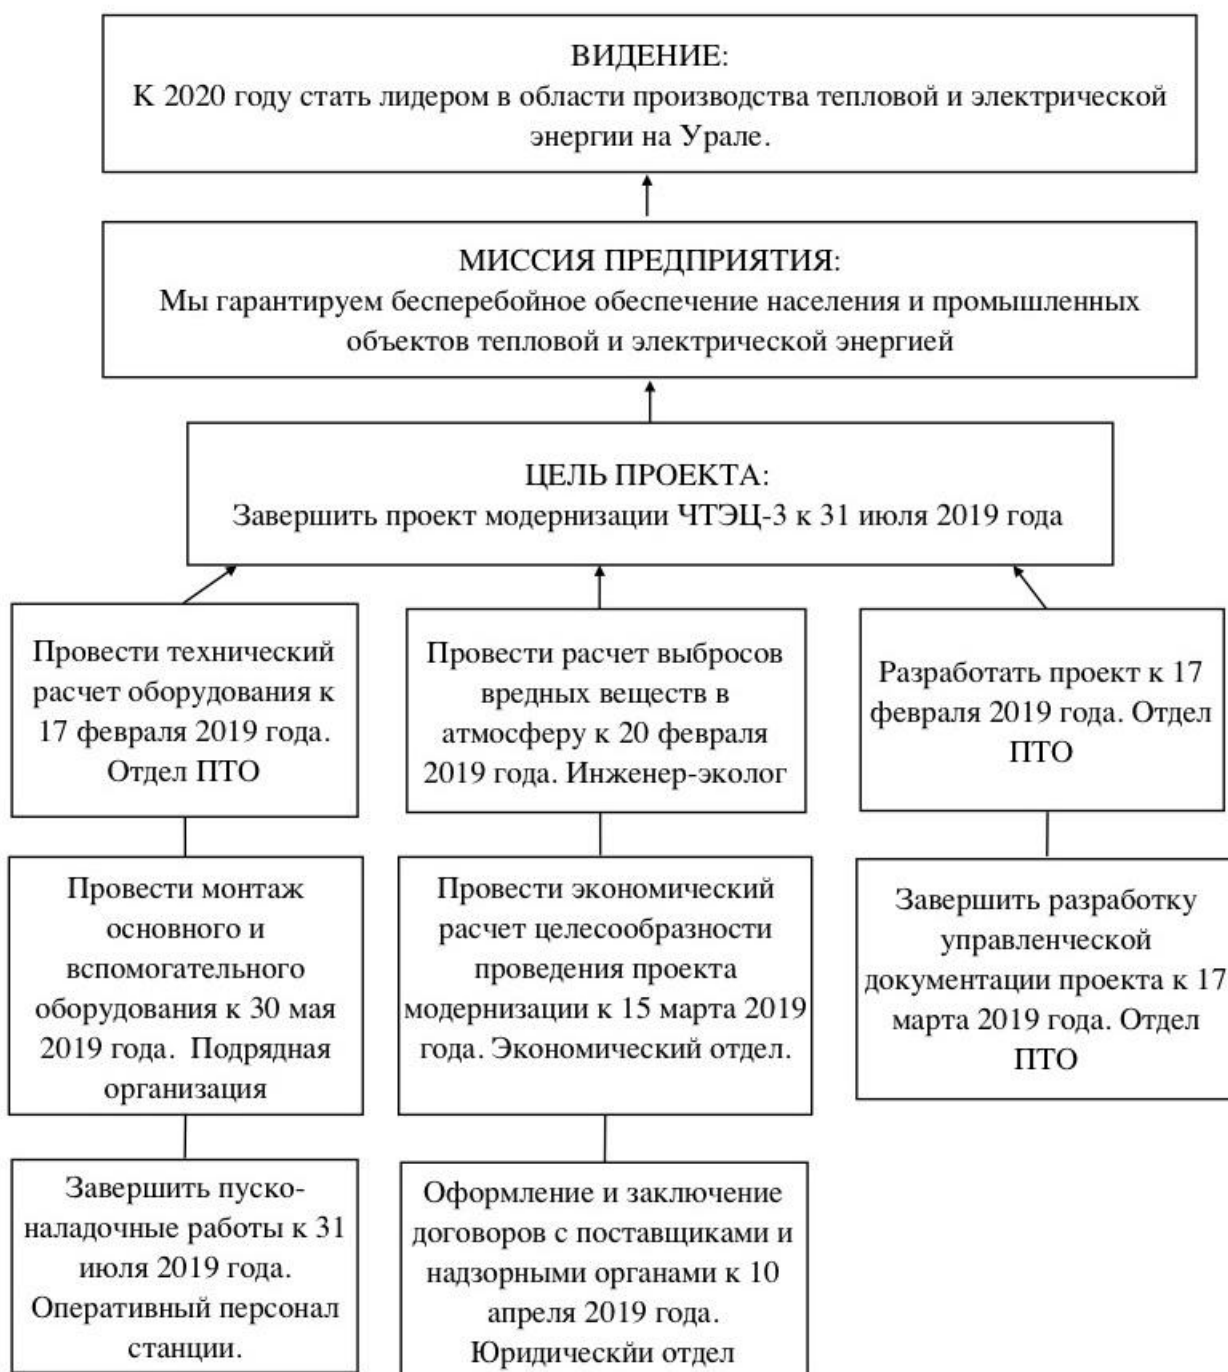 ВИДЕНИЕ:
К 2020 году стать лидером в области производства тепловой и электрической
энергии на Урале.
МИССИЯ ПРЕДПРИЯТИЯ:
Мы гарантируем бесперебойное обеспечение населения и промышленных
объектов тепловой и электрической энергией
ЦЕЛЬ ПРОЕКТА:
Завершить проект модернизации ЧТЭЦ-3 к 31 июля 2019 года
Провести технический
расчет оборудования к
17 февраля 2019 года.
Отдел ПТО
Провести расчет выбросов
вредных веществ в
атмосферу к 20 февраля
2019 года. Инженер-эколог
Разработать проект к 17
февраля 2019 года. Отдел
ПТО
Провести монтаж
основного и
вспомогательного
оборудования к 30 мая
2019 года. Подрядная
организация
Провести экономический
расчет целесообразности
проведения проекта
модернизации к 15 марта 2019
года. Экономический отдел.
Завершить разработку
управленческой
документации проекта к 17
марта 2019 года. Отдел
ПТО
Завершить пуско-
наладочные работы к 31
июля 2019 года.
Оперативный персонал
станции.
Оформление и заключение
договоров с поставщиками и
надзорными органами к 10
апреля 2019 года.
Юридическйи отдел